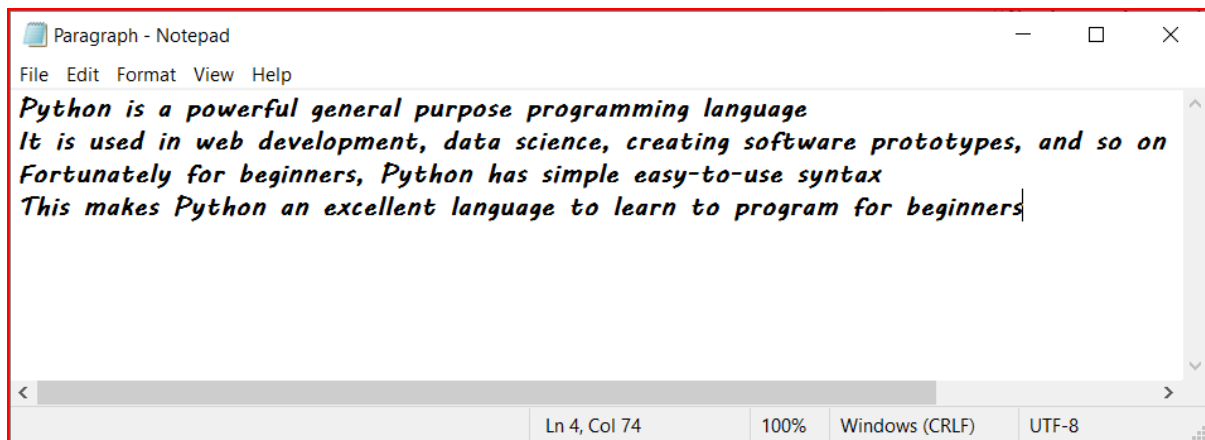 Paragraph - Notepad
File Edit Format View Help
Python is a powerful general purpose programming language
It is used in web development, data science, creating software prototypes, and so on
Fortunately for beginners, Python has simple easy-to-use syntax
This makes Python an excellent language to learn to program for beginners
Ln 4, Col 74 100% Windows (CRLF) UTF-8